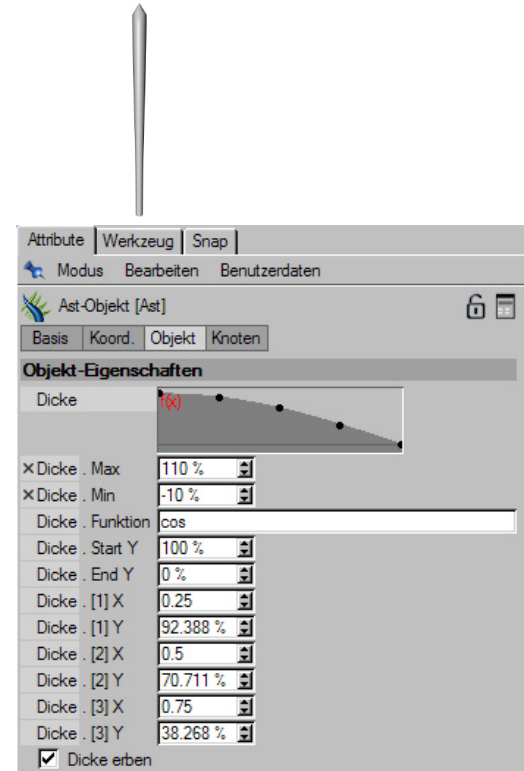 Attribute Werkzeug Snap
Modus Bearbeiten Benutzerdaten
Ast-Objekt [Ast]
Basis Koord. Objekt Knoten
Objekt-Eigenschaften
Dicke f(x)
×Dicke . Max 110 %
×Dicke . Min -10 %
Dicke . Funktion cos
Dicke . Start Y 100 %
Dicke . End Y 0 %
Dicke . [1] X 0.25
Dicke . [1] Y 92.388 %
Dicke . [2] X 0.5
Dicke . [2] Y 70.711 %
Dicke . [3] X 0.75
Dicke . [3] Y 38.268 %
Dicke erben